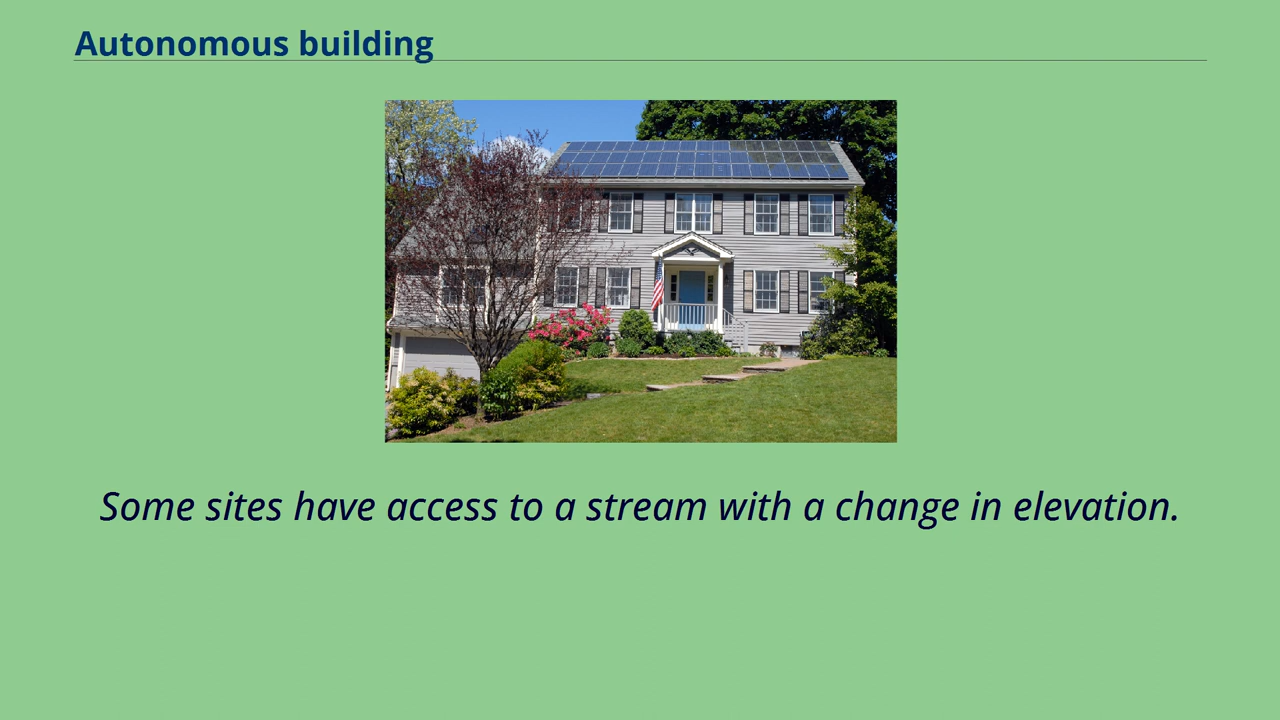 Autonomous building
Some sites have access to a stream with a change in elevation.